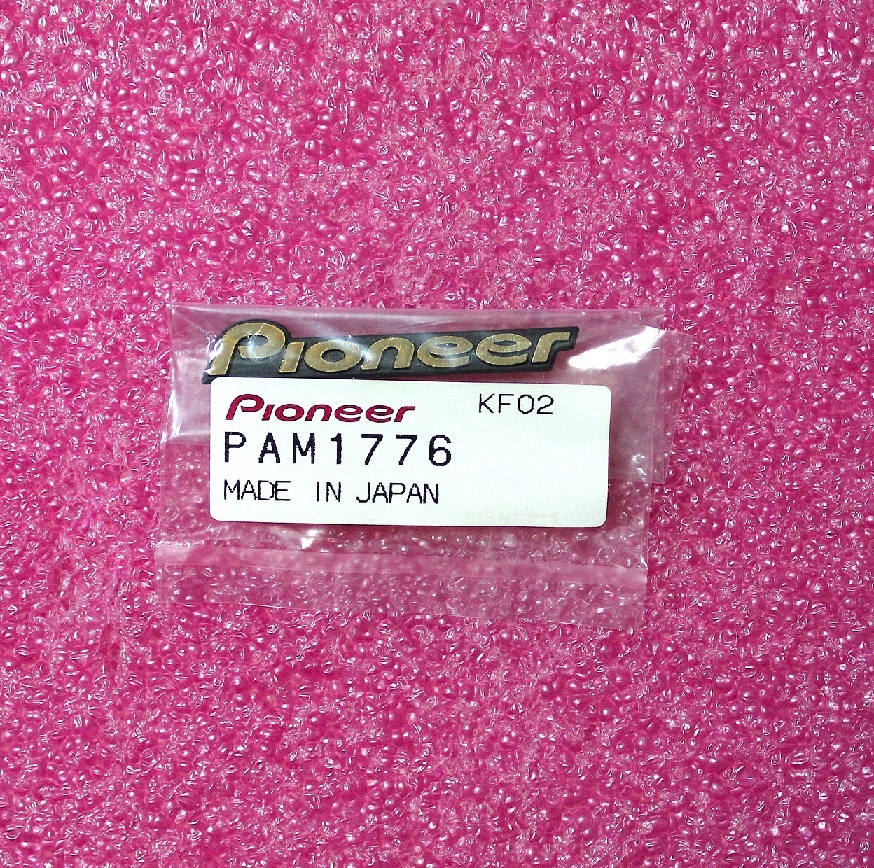 Pioneer
Pioneer KF02
PAM1776
MADE IN JAPAN